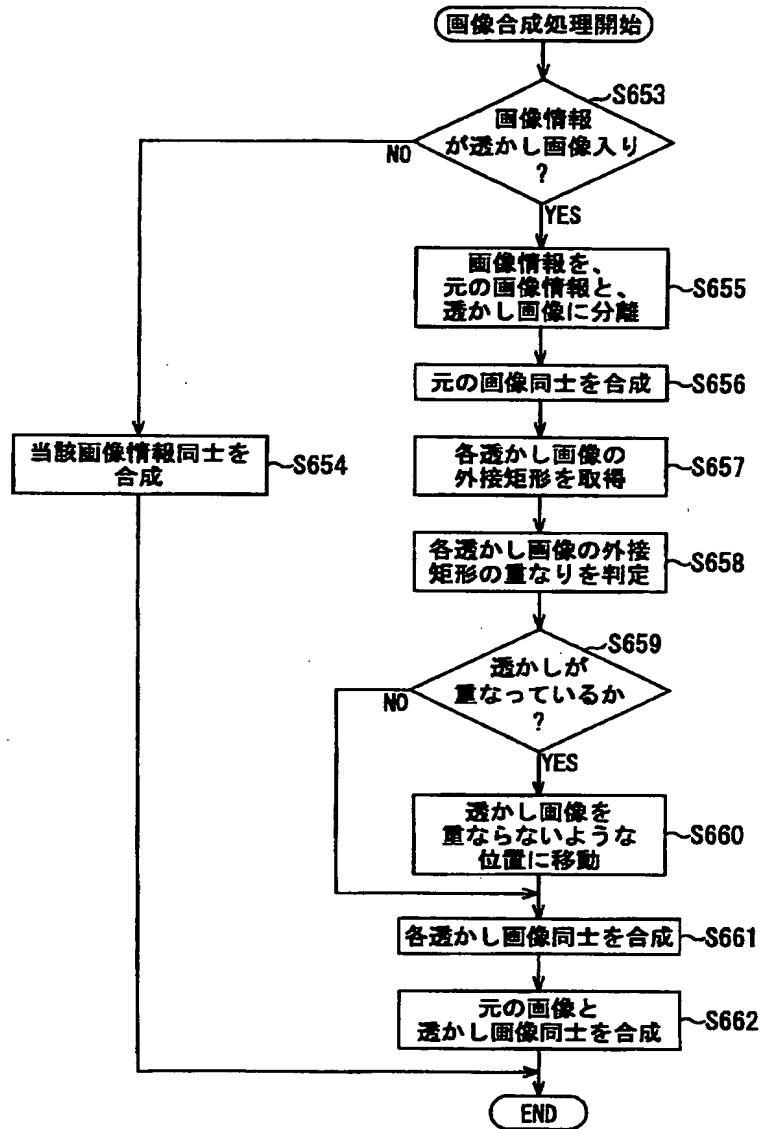 画像合成処理開始
S653
画像情報
が透かし画像入り
?
NO
YES
画像情報を、
元の画像情報と、
透かし画像に分離
S655
元の画像同士を合成
S656
当該画像情報同士を
合成
S654
各透かし画像の
外接矩形を取得
S657
各透かし画像の外接
矩形の重なりを判定
S658
S659
透かしが
重なっているか
?
NO
YES
透かし画像を
重ならないような
位置に移動
S660
各透かし画像同士を合成
S661
元の画像と
透かし画像同士を合成
S662
END